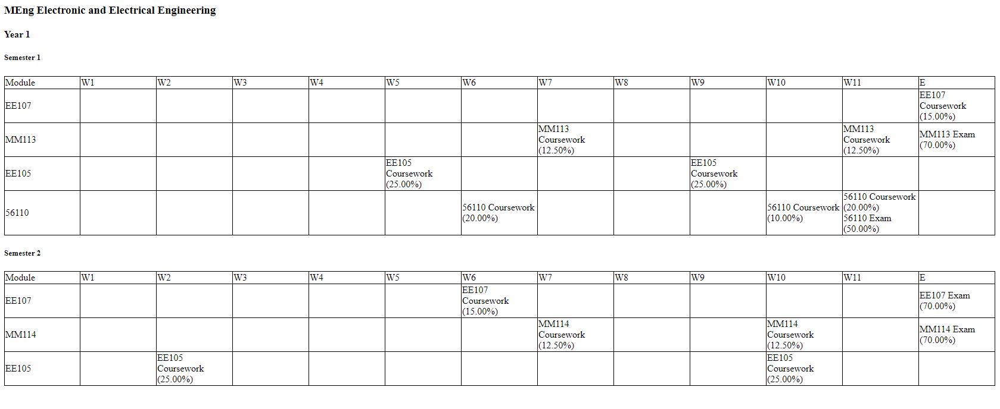 MEng Electronic and Electrical Engineering
Year 1
Semester 1
Module W1 W2 W3 W4 W5 W6 W7 W8 W9 W10 W11 E
EE107
EE107
Coursework
(15.00%)
MM113
MM113
Coursework
(12.50%)
MM113
Coursework
(12.50%)
MM113 Exam
(70.00%)
EE105
EE105
Coursework
(25.00%)
EE105
Coursework
(25.00%)
56110
56110 Coursework
(20.00%)
56110 Coursework
(10.00%)
56110 Coursework
(20.00%)
56110 Exam
(50.00%)
Semester 2
Module W1 W2 W3 W4 W5 W6 W7 W8 W9 W10 W11 E
EE107
EE107
Coursework
(15.00%)
EE107 Exam
(70.00%)
MM114
MM114
Coursework
(12.50%)
MM114
Coursework
(12.50%)
MM114 Exam
(70.00%)
EE105
EE105
Coursework
(25.00%)
EE105
Coursework
(25.00%)